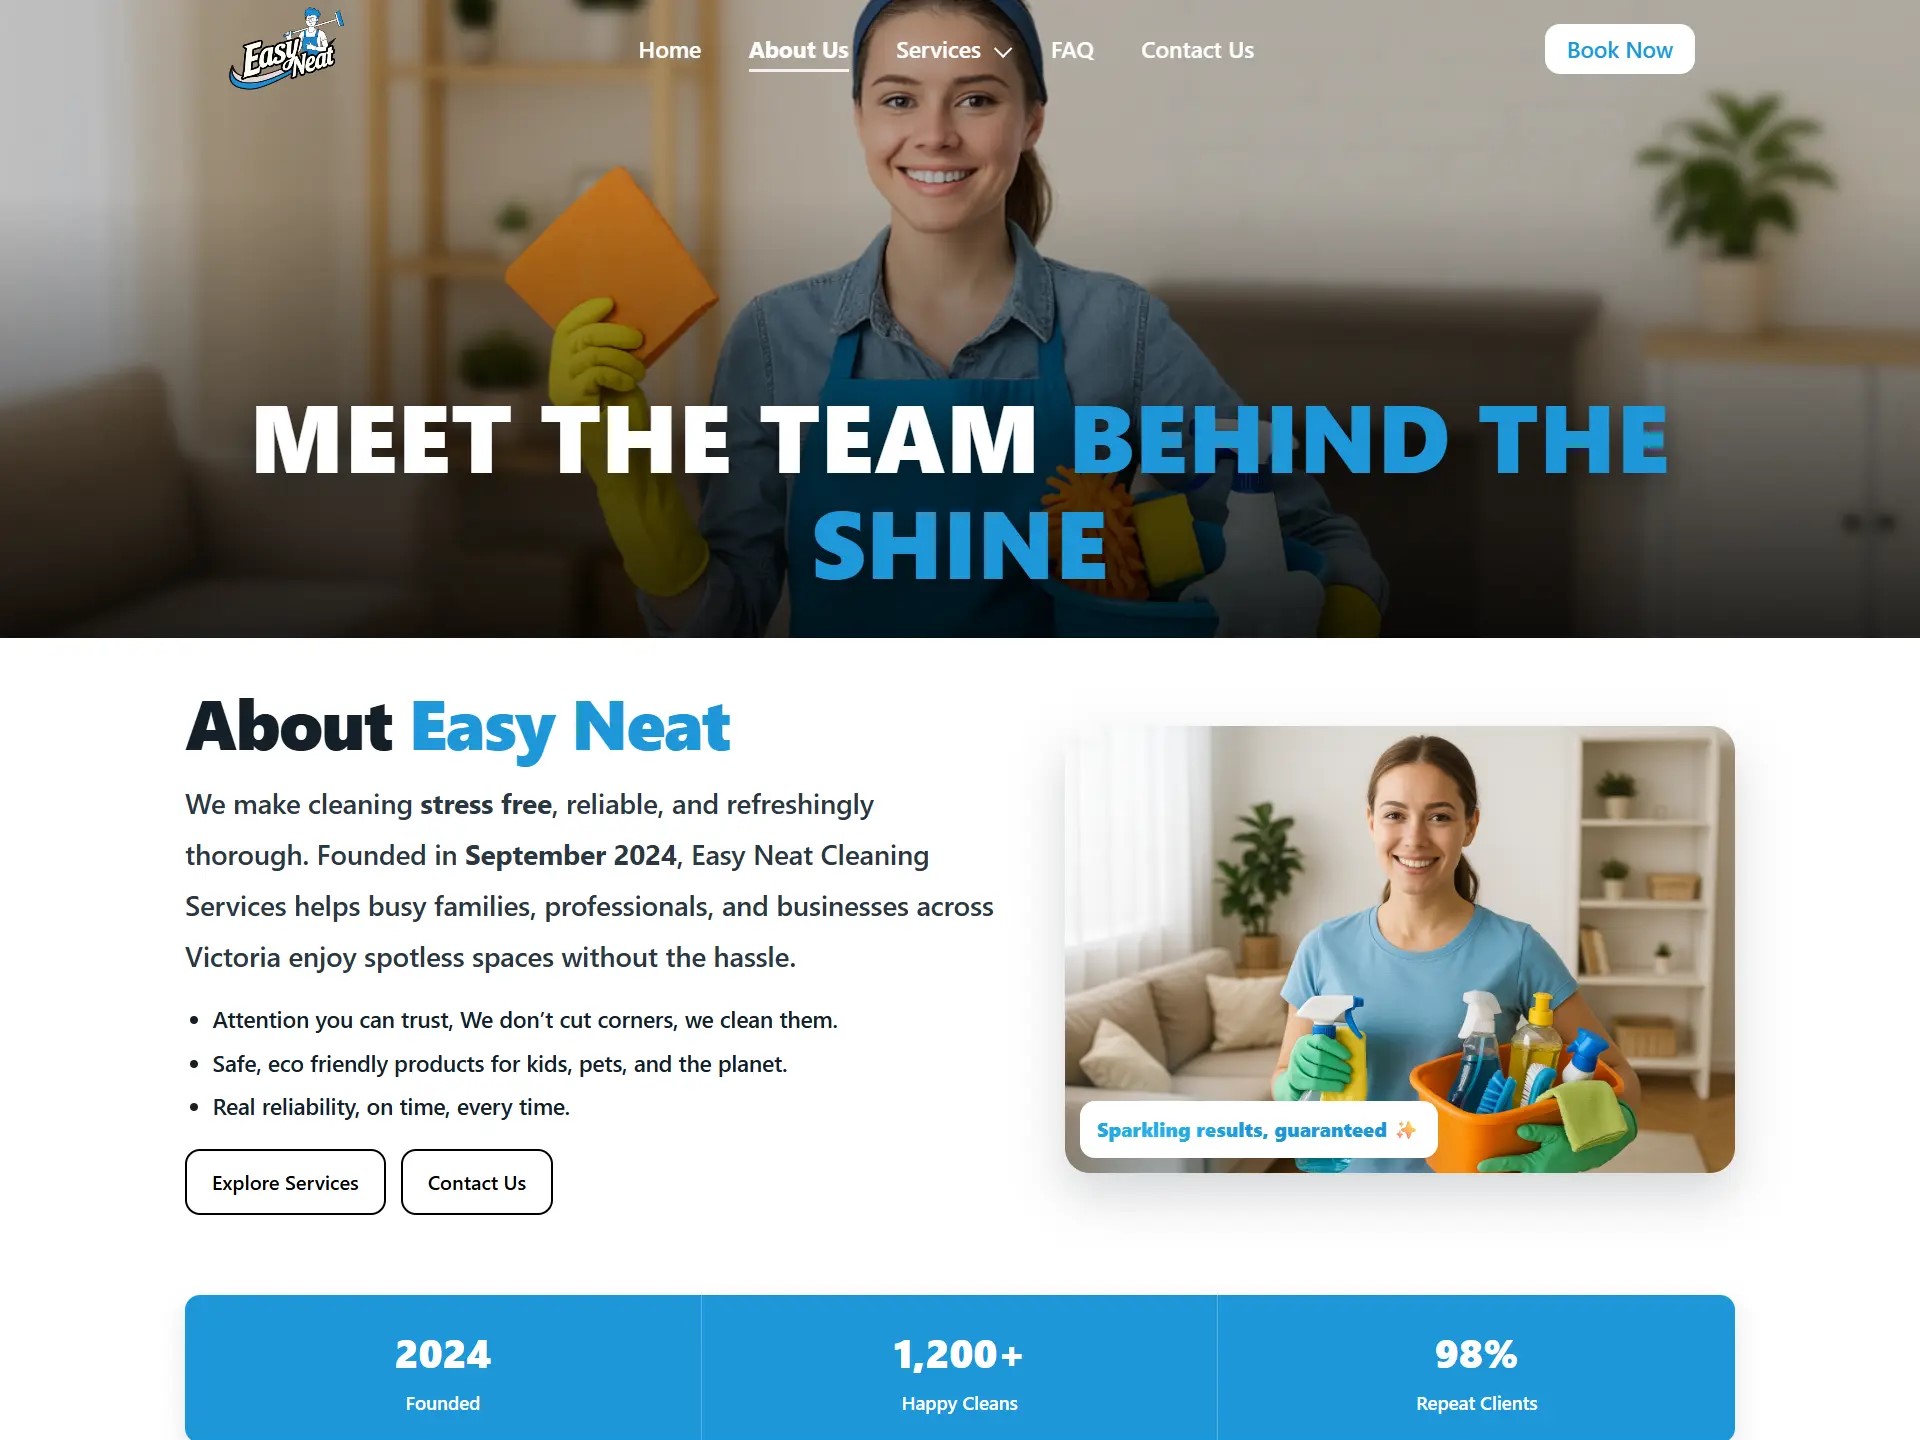 Easy
Neat
Home
About Us
Services
FAQ
Contact Us
Book Now
MEET THE TEAM BEHIND THE
SHINE
About Easy Neat
We make cleaning stress free, reliable, and refreshingly
thorough. Founded in September 2024, Easy Neat Cleaning
Services helps busy families, professionals, and businesses across
Victoria enjoy spotless spaces without the hassle.
• Attention you can trust, We don’t cut corners, we clean them.
• Safe, eco friendly products for kids, pets, and the planet.
• Real reliability, on time, every time.
Explore Services
Contact Us
Sparkling results, guaranteed ✨
2024
Founded
1,200+
Happy Cleans
98%
Repeat Clients